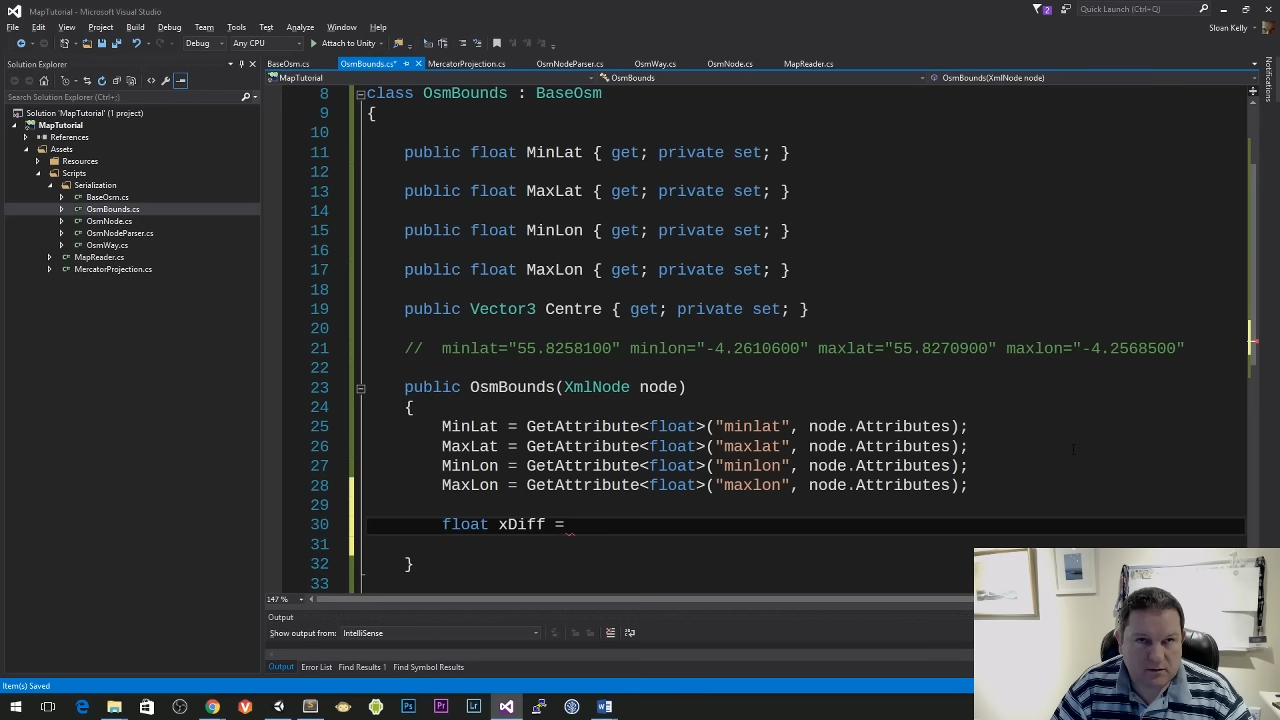 MapTutorial - Microsoft Visual Studio
2
Quick Launch (Ctrl+Q)
File Edit View Project Build Debug Team Tools Test Analyze Window Help
Sloan Kelly
Debug Any CPU Attach to Unity
Solution Explorer
BaseOsm.cs OsmBounds.cs* MercatorProjection.cs OsmNodeParser.cs OsmWay.cs OsmNode.cs MapReader.cs
MapTutorial OsmBounds OsmBounds(XmlNode node)
Notifications
Search Solution Explorer (Ctrl+;)
Solution 'MapTutorial' (1 project)
MapTutorial
References
Assets
Resources
Scripts
Serialization
BaseOsm.cs
OsmBounds.cs
OsmNode.cs
OsmNodeParser.cs
OsmWay.cs
MapReader.cs
MercatorProjection.cs
8 class OsmBounds : BaseOsm
9 {
10
11 public float MinLat { get; private set; }
12
13 public float MaxLat { get; private set; }
14
15 public float MinLon { get; private set; }
16
17 public float MaxLon { get; private set; }
18
19 public Vector3 Centre { get; private set; }
20
21 // minlat="55.8258100" minlon="-4.2610600" maxlat="55.8270900" maxlon="-4.2568500"
22
23 public OsmBounds(XmlNode node)
24 {
25 MinLat = GetAttribute<float>("minlat", node.Attributes);
26 MaxLat = GetAttribute<float>("maxlat", node.Attributes);
27 MinLon = GetAttribute<float>("minlon", node.Attributes);
28 MaxLon = GetAttribute<float>("maxlon", node.Attributes);
29
30 float xDiff =
31
32 }
33
147 %
Output
Show output from: IntelliSense
Output Error List Find Results 1 Find Symbol Results
Item(s) Saved